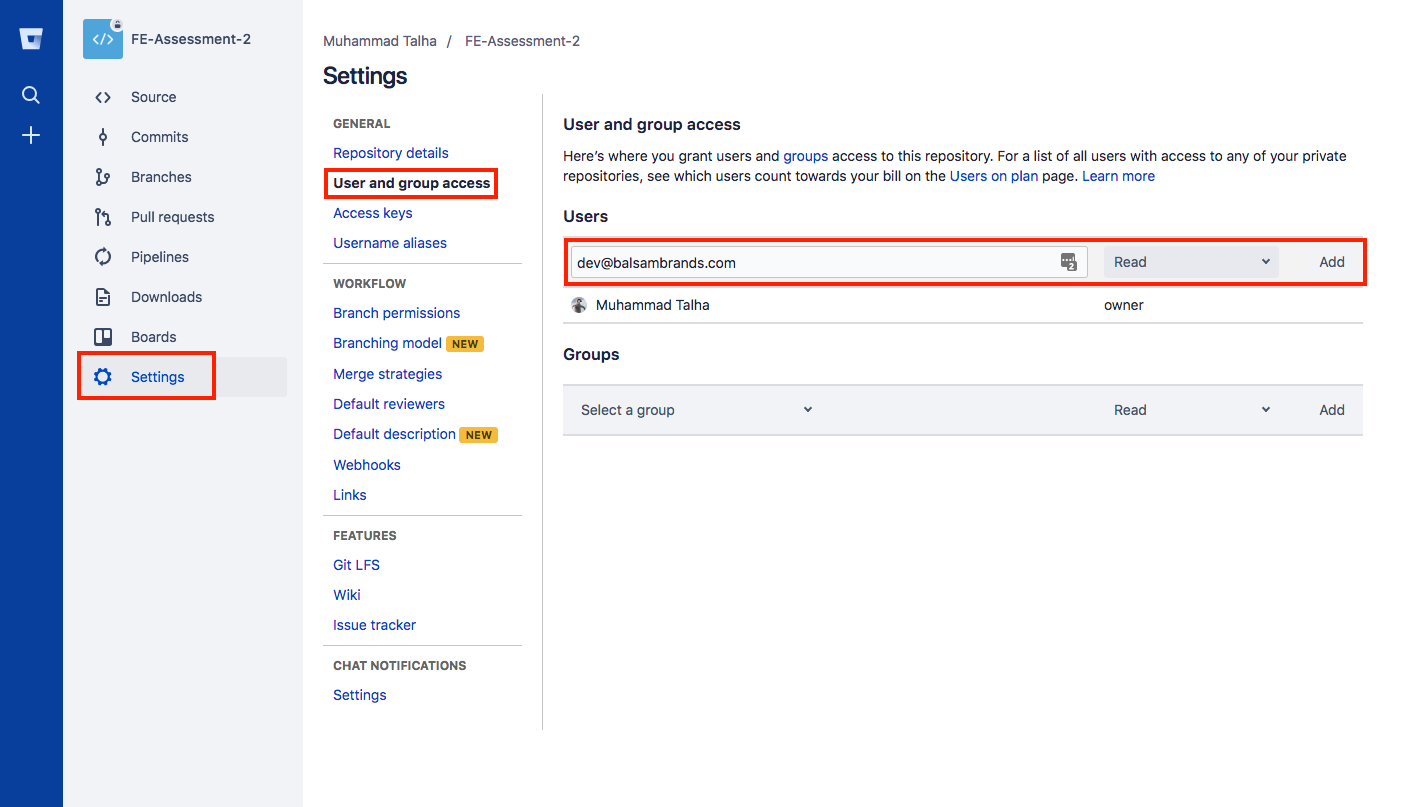 FE-Assessment-2
Source
Commits
Branches
Pull requests
Pipelines
Downloads
Boards
Settings
Muhammad Talha / FE-Assessment-2
Settings
GENERAL
Repository details
User and group access
Access keys
Username aliases
WORKFLOW
Branch permissions
Branching model NEW
Merge strategies
Default reviewers
Default description NEW
Webhooks
Links
FEATURES
Git LFS
Wiki
Issue tracker
CHAT NOTIFICATIONS
Settings
User and group access
Here’s where you grant users and groups access to this repository. For a list of all users with access to any of your private
repositories, see which users count towards your bill on the Users on plan page. Learn more
Users
dev@balsambrands.com 2 Read Add
Muhammad Talha owner
Groups
Select a group Read Add